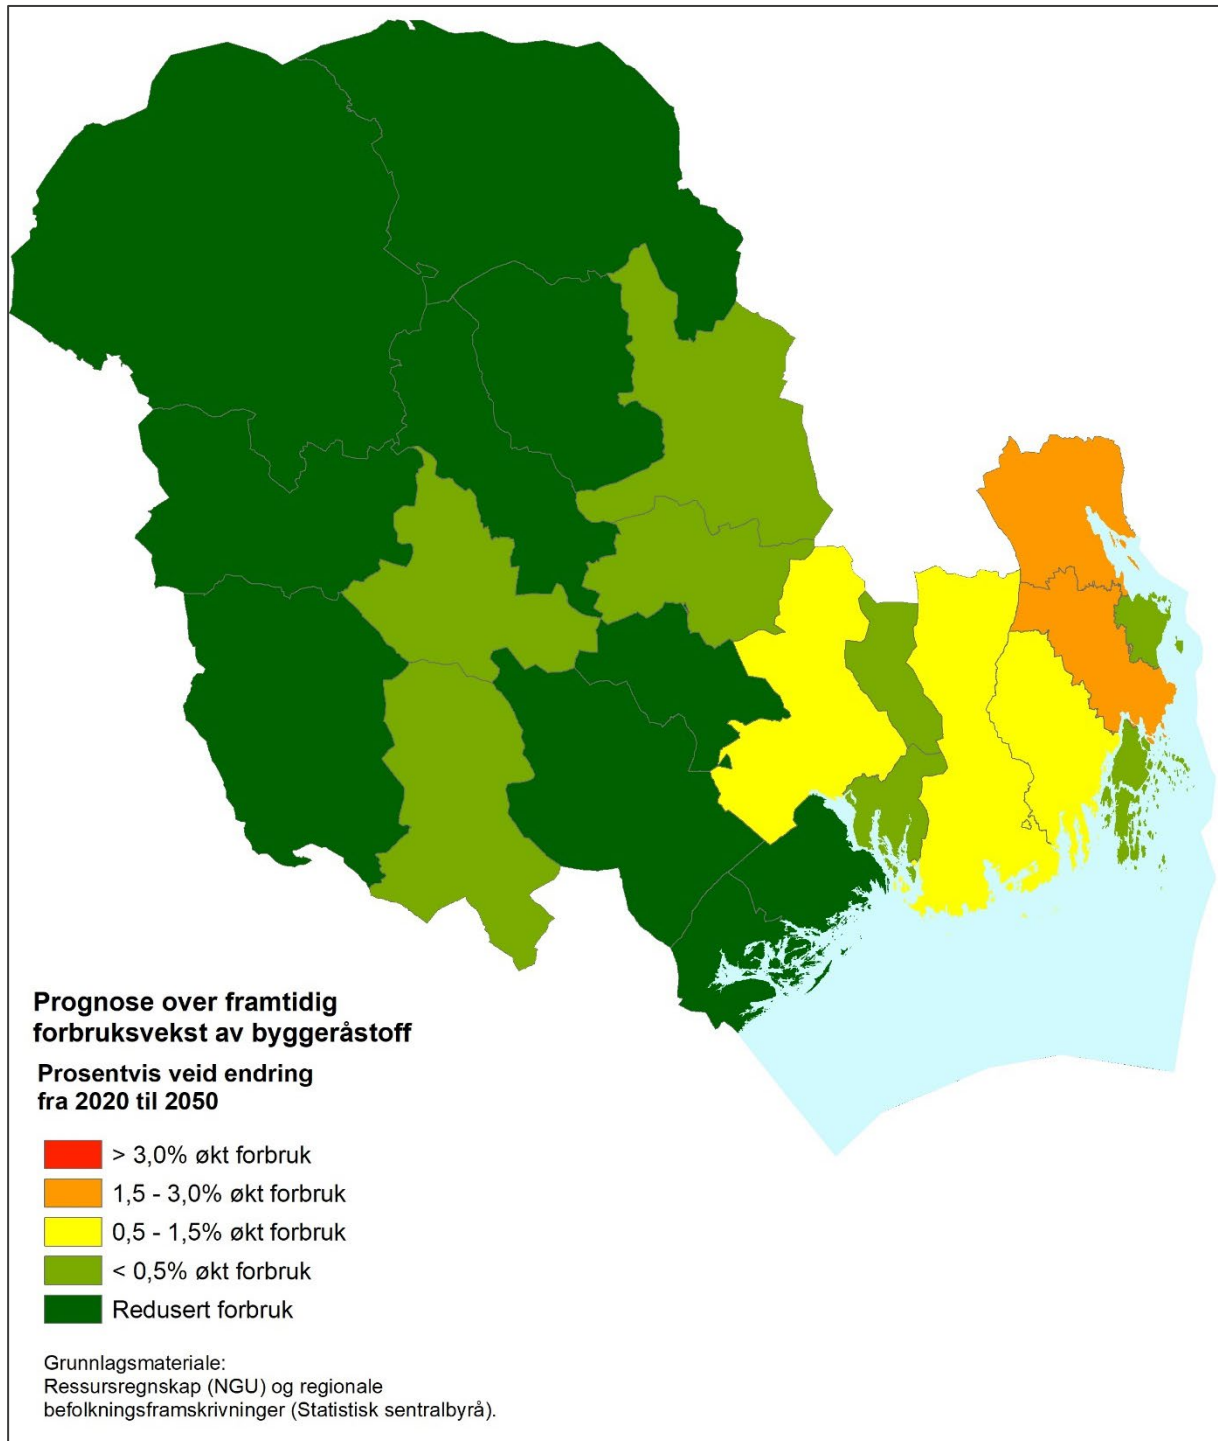 Prognose over framtidig
forbruksvekst av byggeråstoff
Prosentvis veid endring
fra 2020 til 2050
> 3,0% økt forbruk
1,5 - 3,0% økt forbruk
0,5 - 1,5% økt forbruk
< 0,5% økt forbruk
Redusert forbruk
Grunnlagsmateriale:
Ressursregnskap (NGU) og regionale
befolkningsframskrivninger (Statistisk sentralbyrå).